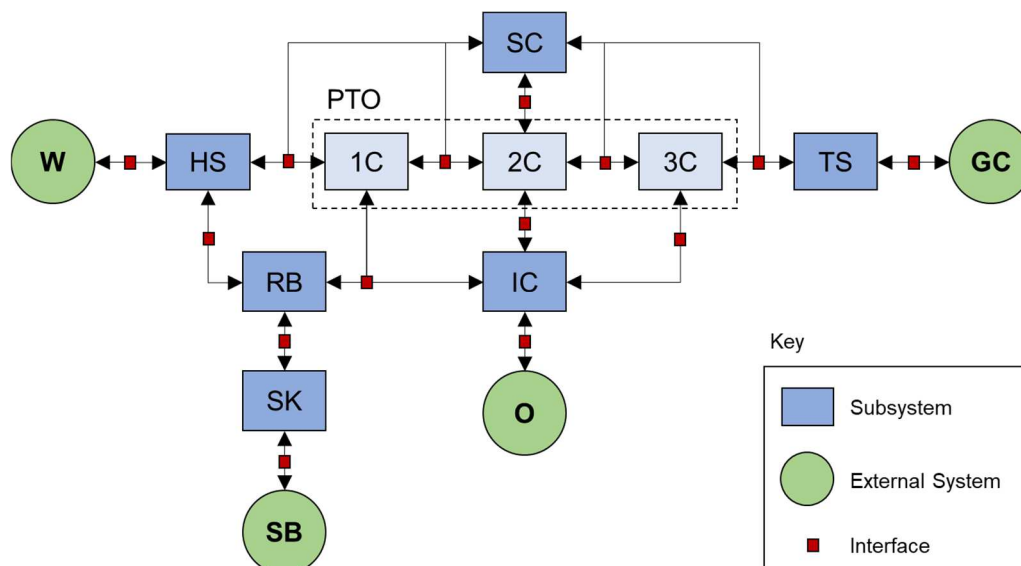 SC
PTO
W
HS
1C
2C
3C
TS
GC
RB
IC
Key
SK
O
Subsystem
External System
SB
Interface